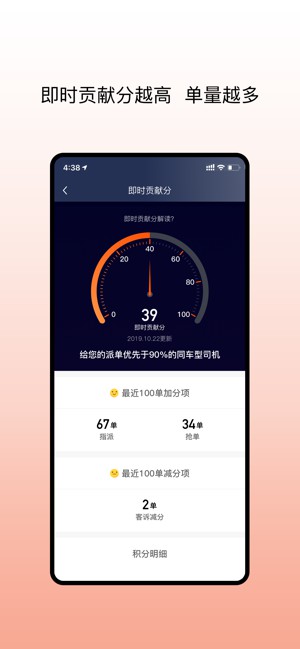 即时贡献分越高 单量越多
4:38
即时贡献分
即时贡献分解读?
0
20
40
60
80
100
39
即时贡献分
2019.10.22更新
给您的派单优先于90%的同车型司机
最近100单加分项
67单 34单
指派 抢单
最近100单减分项
2单
客诉减分
积分明细